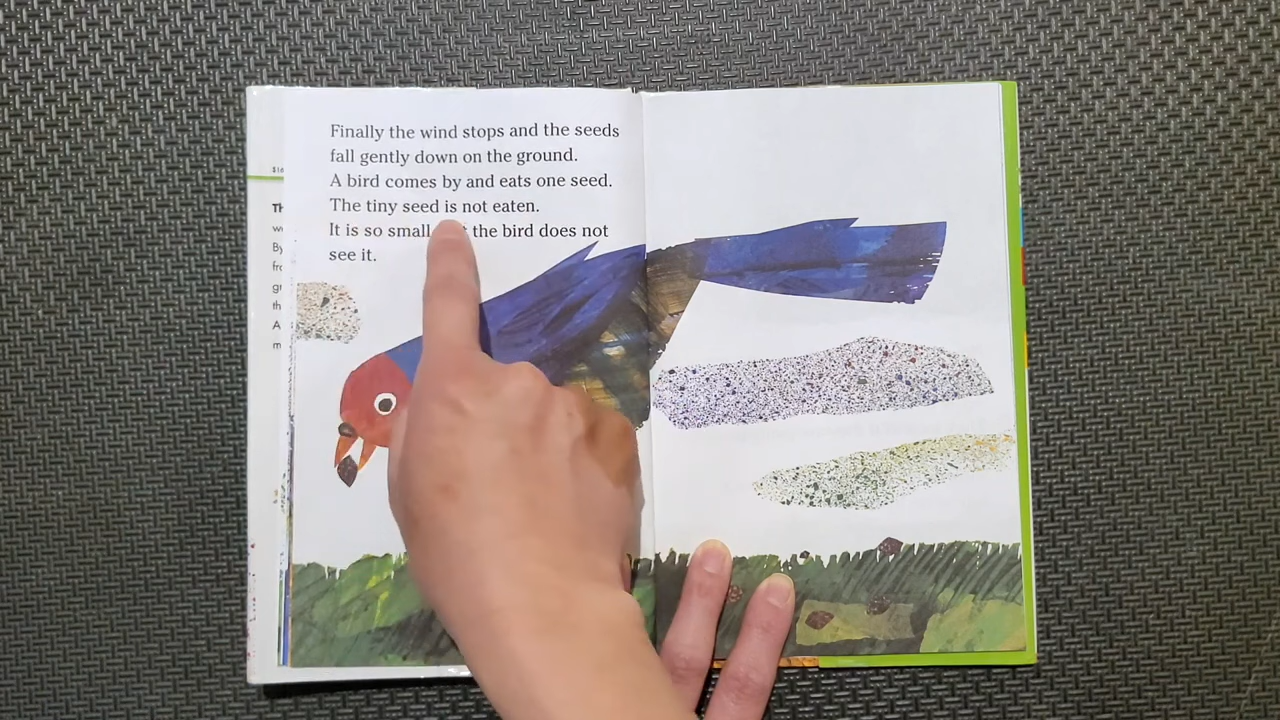 Finally the wind stops and the seeds
fall gently down on the ground.
A bird comes by and eats one seed.
The tiny seed is not eaten.
It is so small the bird does not
see it.